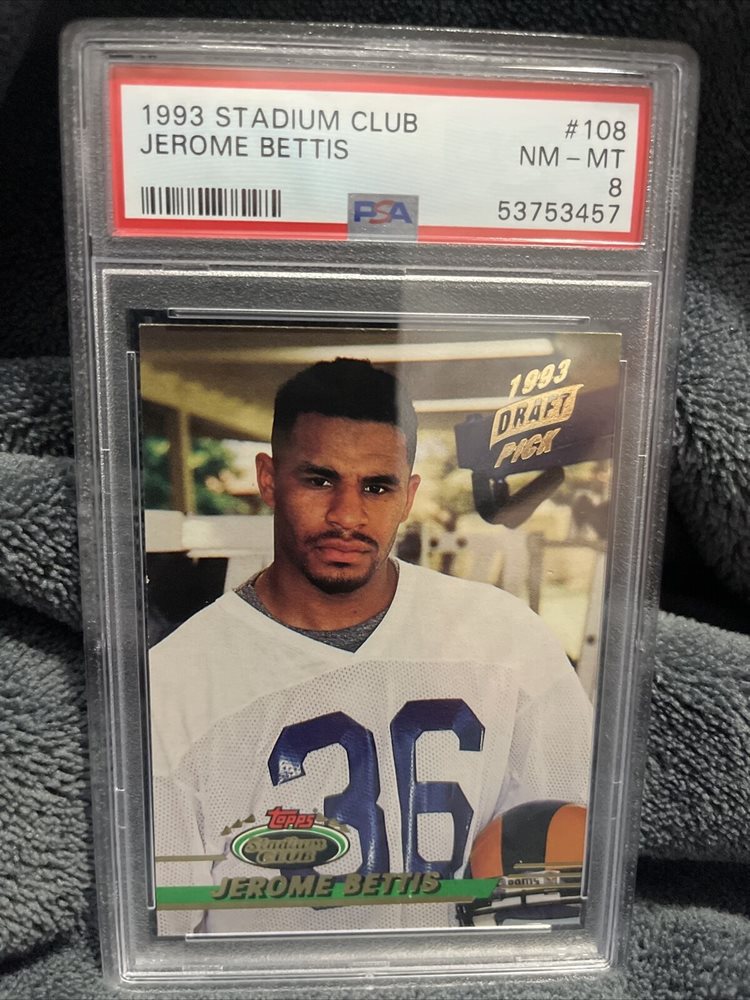 1993 STADIUM CLUB #108
JEROME BETTIS NM - MT
8
PSA 53753457
1993
DRAFT
PICK
36
Topps
Stadium
CLUB
JEROME BETTIS